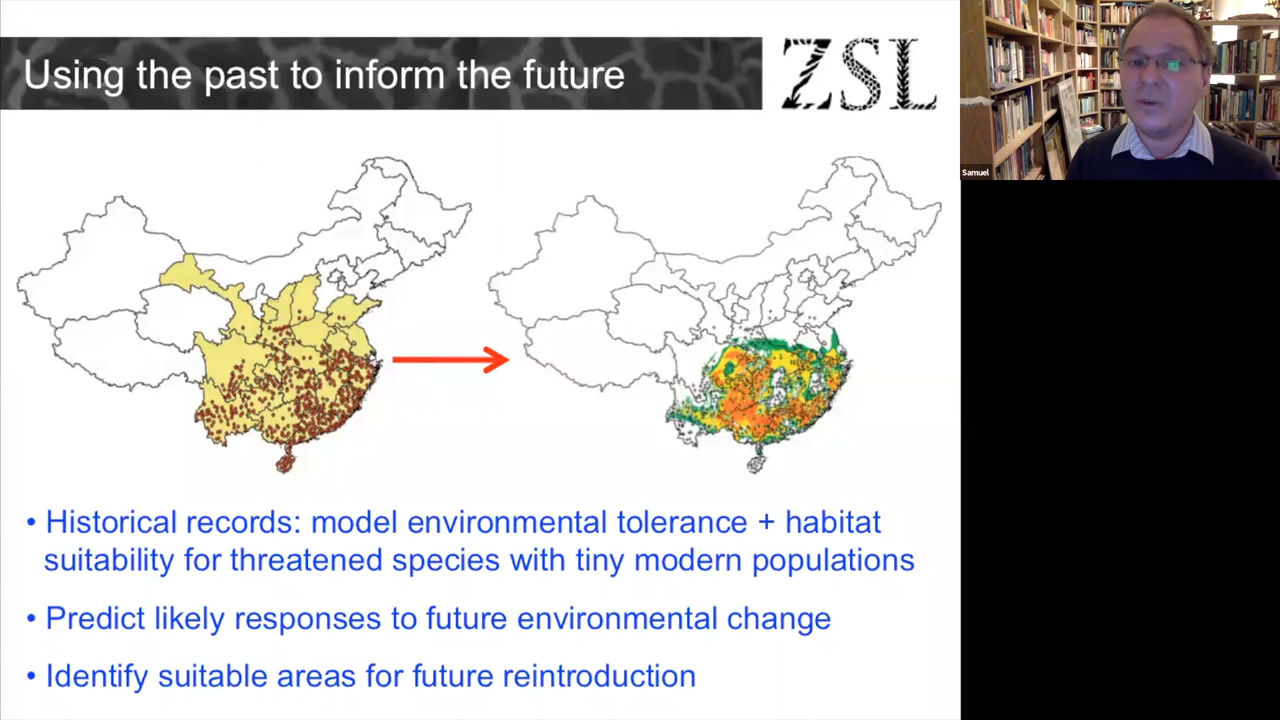 Using the past to inform the future
ZSL
Samuel
• Historical records: model environmental tolerance + habitat
suitability for threatened species with tiny modern populations
• Predict likely responses to future environmental change
• Identify suitable areas for future reintroduction